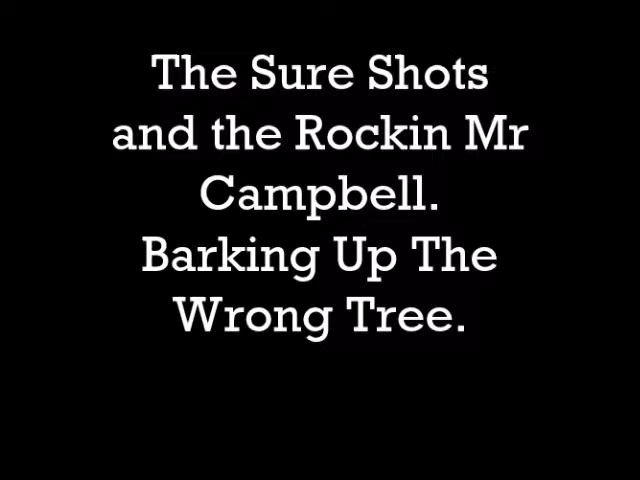 The Sure Shots
and the Rockin Mr
Campbell.
Barking Up The
Wrong Tree.